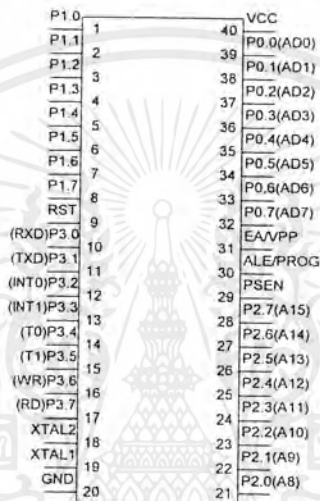 P1.0 1 40 VCC
P1.1 2 39 P0.0(AD0)
P1.2 3 38 P0.1(AD1)
P1.3 4 37 P0.2(AD2)
P1.4 5 36 P0.3(AD3)
P1.5 6 35 P0.4(AD4)
P1.6 7 34 P0.5(AD5)
P1.7 8 33 P0.6(AD6)
RST 9 32 P0.7(AD7)
(RXD)P3.0 10 31 EA/VPP
(TXD)P3.1 11 30 ALE/PROG
(INT0)P3.2 12 29 PSEN
(INT1)P3.3 13 28 P2.7(A15)
(T0)P3.4 14 27 P2.6(A14)
(T1)P3.5 15 26 P2.5(A13)
(WR)P3.6 16 25 P2.4(A12)
(RD)P3.7 17 24 P2.3(A11)
XTAL2 18 23 P2.2(A10)
XTAL1 19 22 P2.1(A9)
GND 20 21 P2.0(A8)